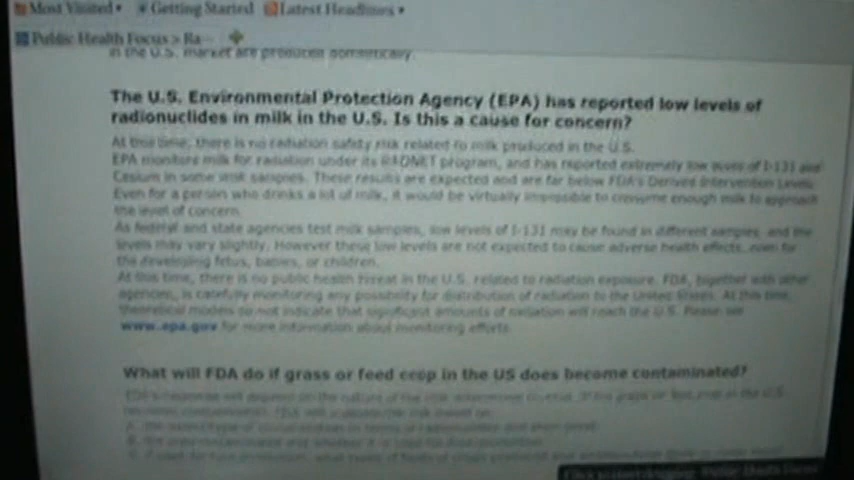 Most Visited Getting Started Latest Headlines
Public Health Focus > Ra...
in the U.S. market are produced domestically.
The U.S. Environmental Protection Agency (EPA) has reported low levels of
radionuclides in milk in the U.S. Is this a cause for concern?
At this time, there is no radiation safety risk related to milk produced in the U.S.
EPA monitors milk for radiation under its RADNET program, and has reported extremely low levels of I-131 and
Cesium in some milk samples. These results are expected and are far below FDA's Derived Intervention Levels.
Even for a person who drinks a lot of milk, it would be virtually impossible to consume enough milk to approach
the level of concern.
As federal and state agencies test milk samples, low levels of I-131 may be found in different samples, and the
levels may vary slightly. However these low levels are not expected to cause adverse health effects, even for
the developing fetus, babies, or children.
At this time, there is no public health threat in the U.S. related to radiation exposure. FDA, together with other
agencies, is carefully monitoring any possibility for distribution of radiation to the United States. At this time,
theoretical models do not indicate that significant amounts of radiation will reach the U.S. Please see
www.epa.gov for more information about monitoring efforts.
What will FDA do if grass or feed crop in the US does become contaminated?